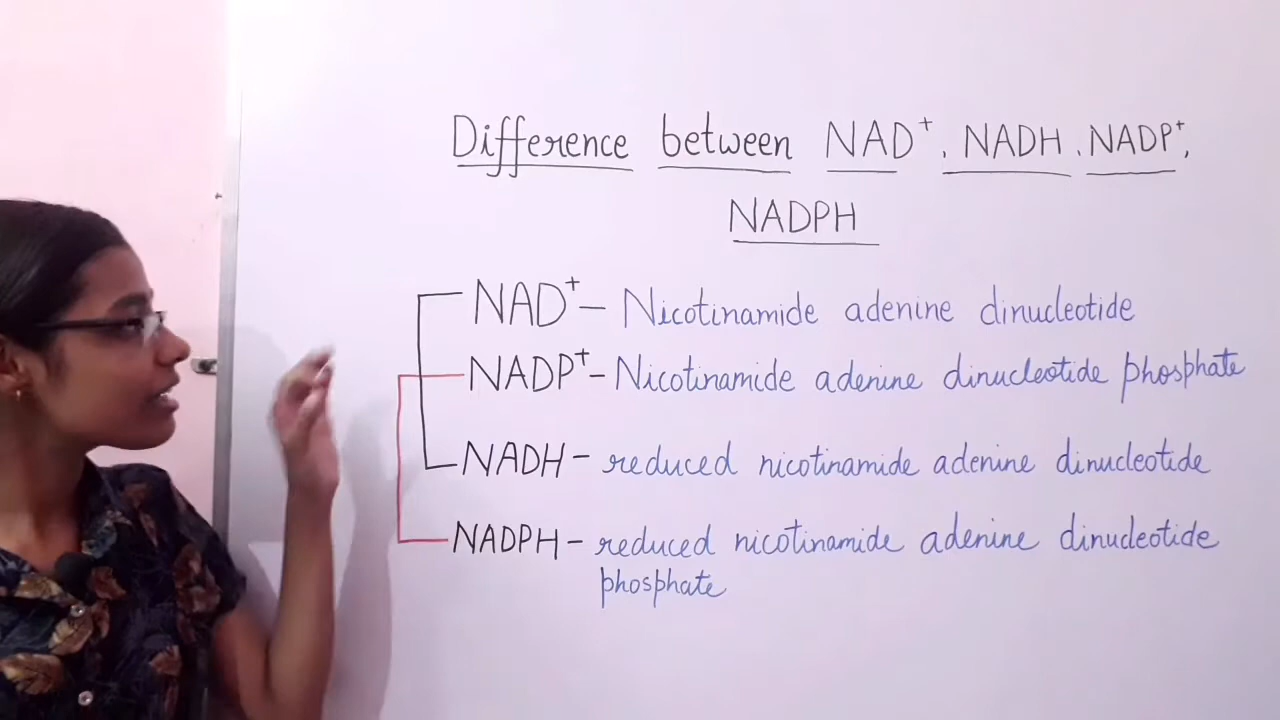 Difference between NAD⁺, NADH, NADP⁺,
NADPH
NAD⁺ – Nicotinamide adenine dinucleotide
NADP⁺ – Nicotinamide adenine dinucleotide phosphate
NADH – reduced nicotinamide adenine dinucleotide
NADPH – reduced nicotinamide adenine dinucleotide
phosphate